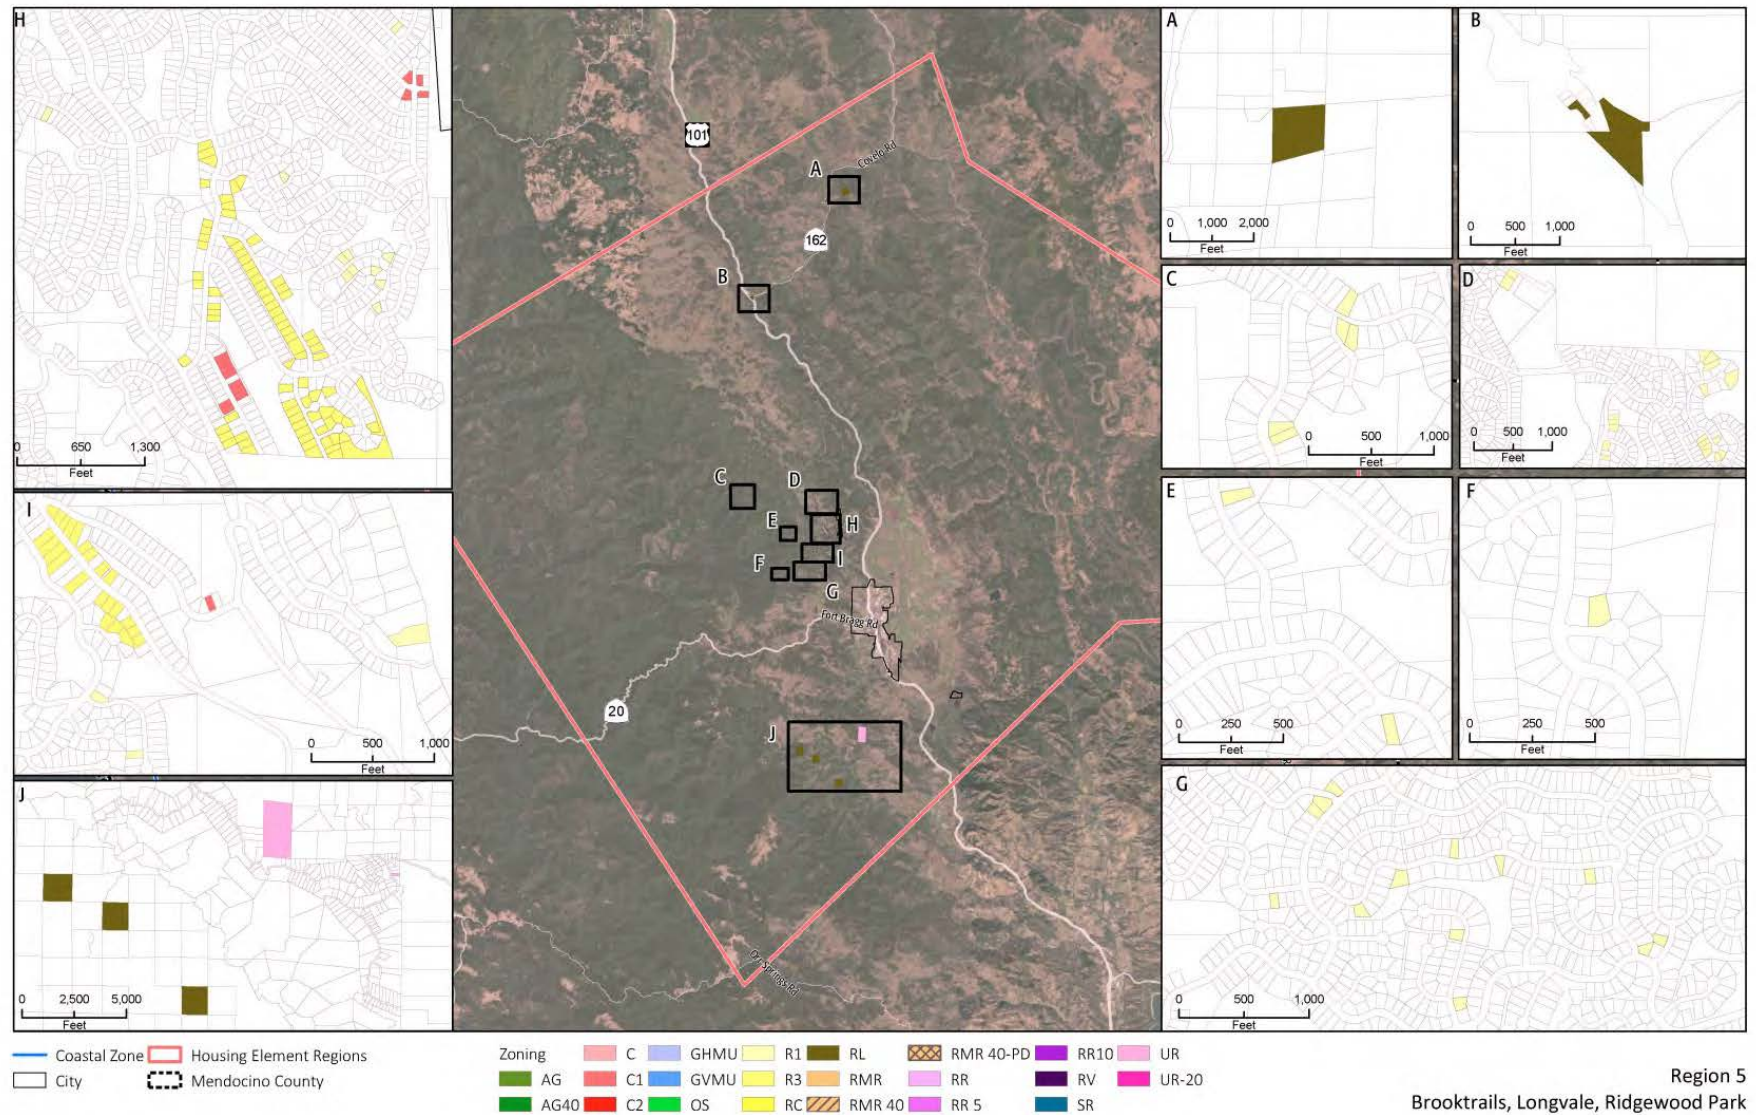 H
0 650 1,300
Feet
I
0 500 1,000
Feet
J
0 2,500 5,000
Feet
101
A
Covelo Rd
162
B
C
D
E
H
F
I
G
Fort Bragg Rd
20
J
Orr Springs Rd
A
0 1,000 2,000
Feet
B
0 500 1,000
Feet
C
0 500 1,000
Feet
D
0 500 1,000
Feet
E
0 250 500
Feet
F
0 250 500
Feet
G
0 500 1,000
Feet
Coastal Zone
Housing Element Regions
City
Mendocino County
Zoning
AG
AG40
C
C1
C2
GHMU
GVMU
OS
R1
R3
RC
RL
RMR
RMR 40
RMR 40-PD
RR
RR 5
RR10
RV
SR
UR
UR-20
Region 5
Brooktrails, Longvale, Ridgewood Park